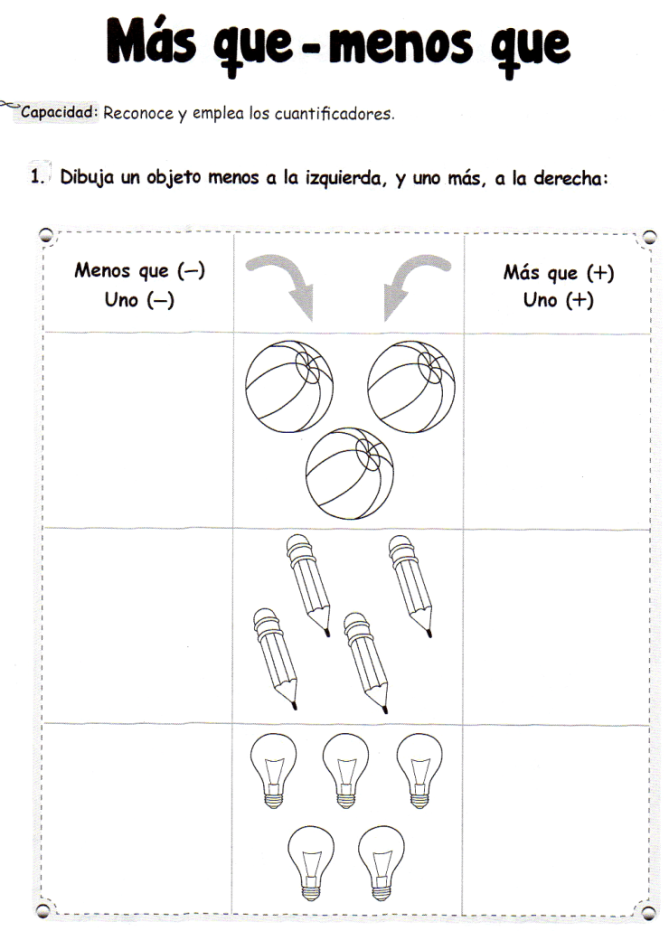 Más que - menos que
Capacidad: Reconoce y emplea los cuantificadores.
1. Dibuja un objeto menos a la izquierda, y uno más, a la derecha:
Menos que (–)
Uno (–)
Más que (+)
Uno (+)